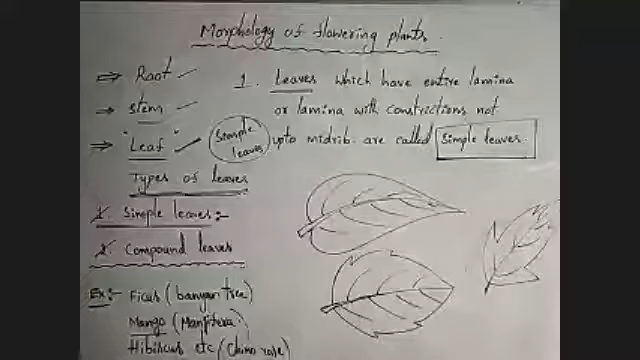 Morphology of flowering plants.
⇒ Root
⇒ Stem
⇒ "Leaf"
Simple leaves
Types of leaves
1. Simple leaves:-
2. Compound leaves
Ex:- Ficus (banyan tree)
Mango (Mangifera)
Hibiscus etc (China rose)
1. Leaves which have entire lamina
or lamina with constrictions not
upto midrib are called Simple leaves.